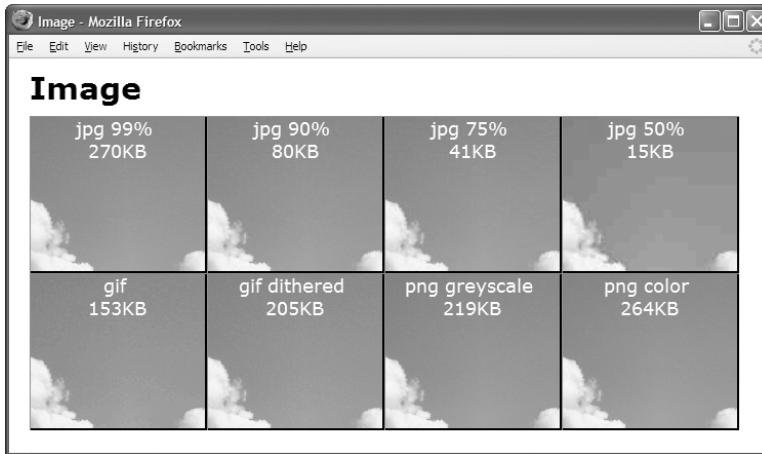 Image - Mozilla Firefox
File Edit View History Bookmarks Tools Help
Image
jpg 99%
270KB
jpg 90%
80KB
jpg 75%
41KB
jpg 50%
15KB
gif
153KB
gif dithered
205KB
png greyscale
219KB
png color
264KB